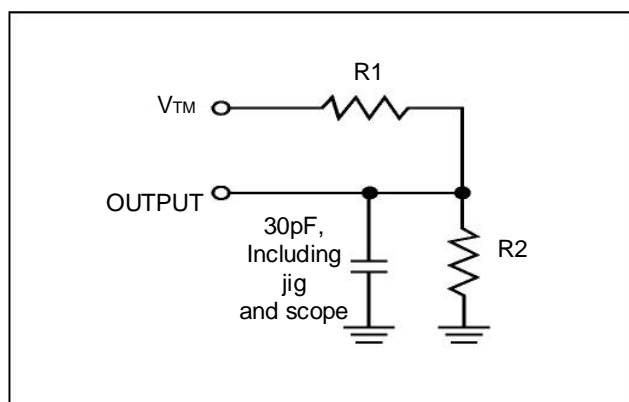 R1
VTM
OUTPUT
30pF,
Including
jig
and scope
R2